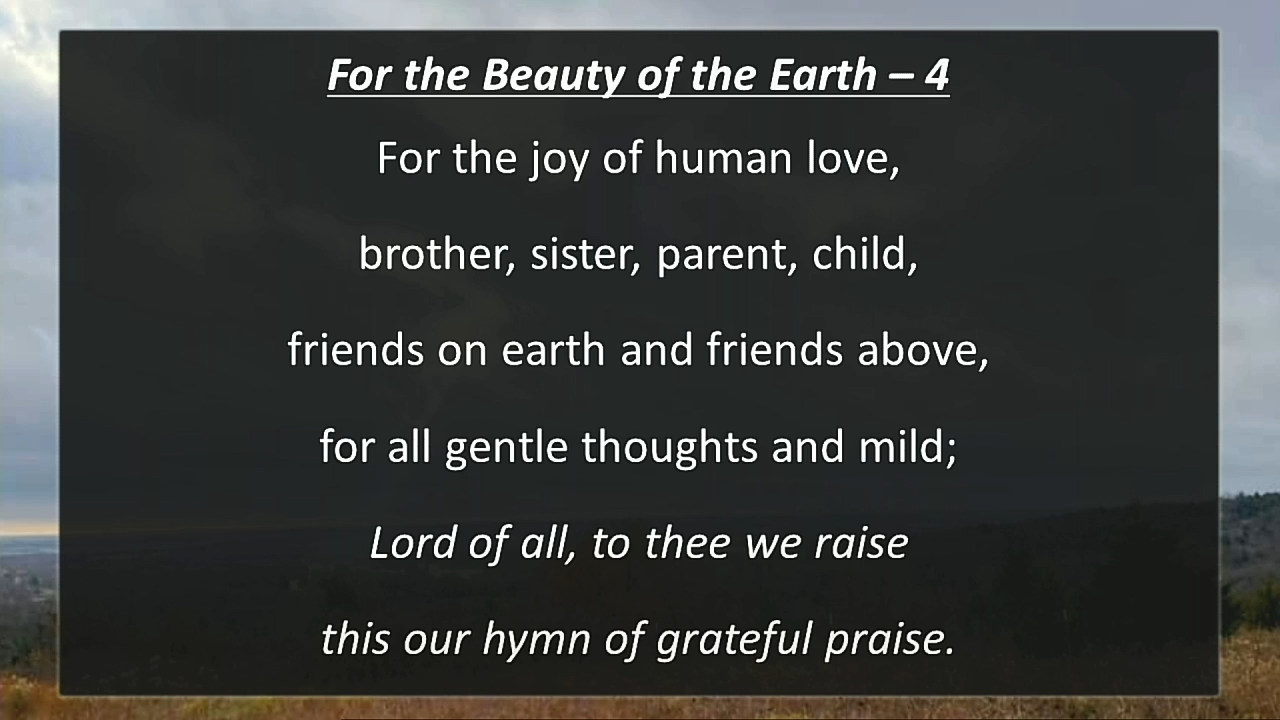 For the Beauty of the Earth – 4
For the joy of human love,
brother, sister, parent, child,
friends on earth and friends above,
for all gentle thoughts and mild;
Lord of all, to thee we raise
this our hymn of grateful praise.